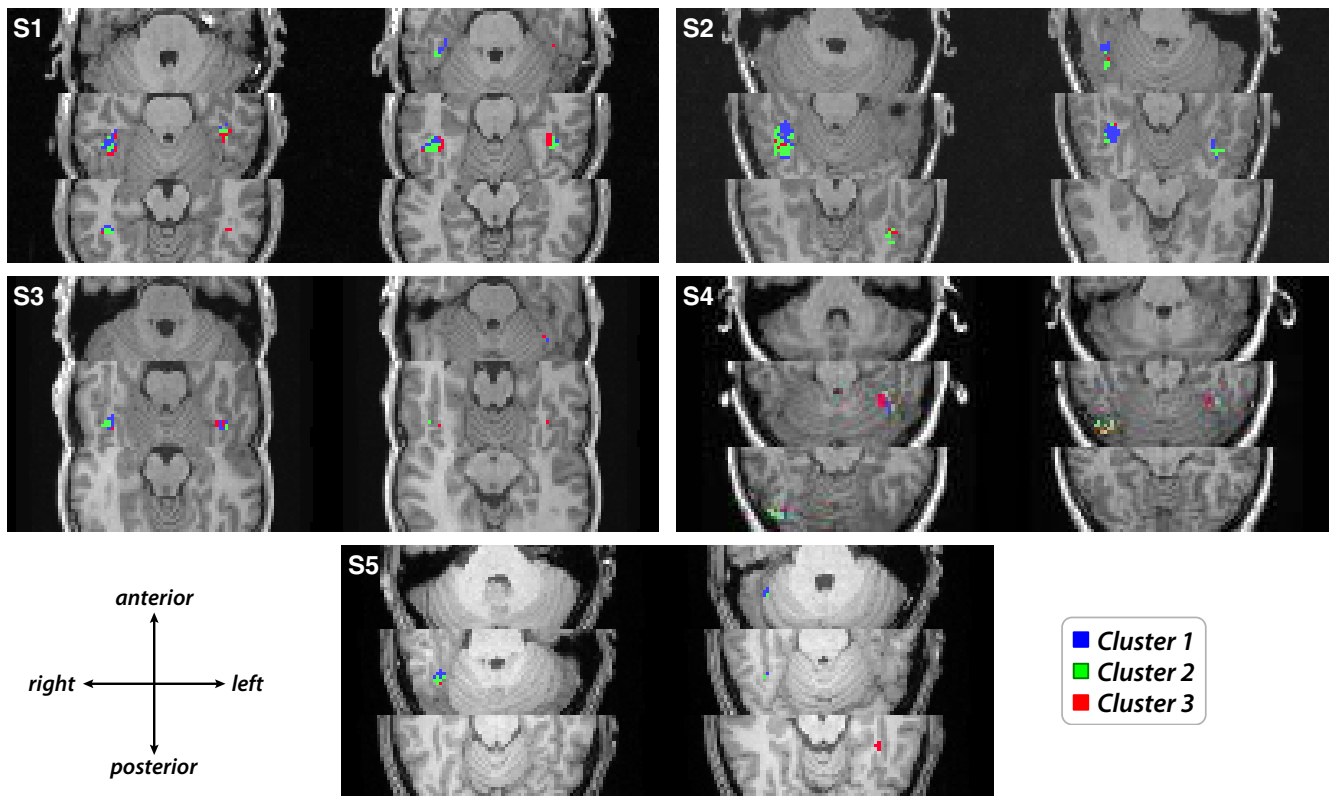 S1
S2
S3
S4
S5
anterior
right
left
posterior
Cluster 1
Cluster 2
Cluster 3